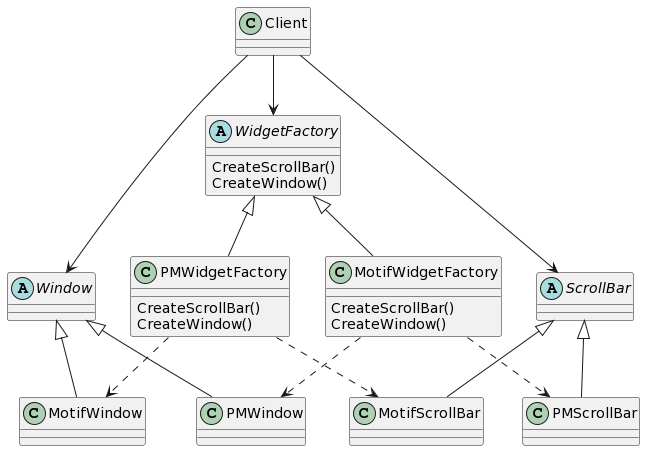 C Client
A WidgetFactory
CreateScrollBar()
CreateWindow()
A Window
C PMWidgetFactory
CreateScrollBar()
CreateWindow()
C MotifWidgetFactory
CreateScrollBar()
CreateWindow()
A ScrollBar
C MotifWindow
C PMWindow
C MotifScrollBar
C PMScrollBar